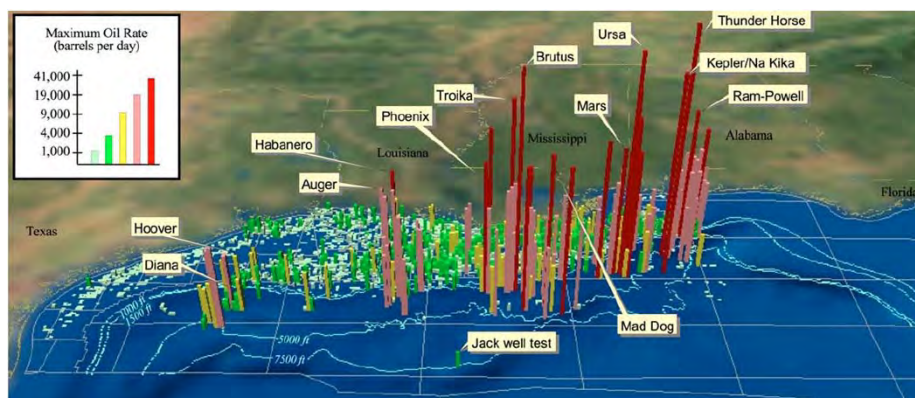 Maximum Oil Rate
(barrels per day)
41,000
19,000
9,000
4,000
1,000
Thunder Horse
Ursa
Brutus
Kepler/Na Kika
Troika
Ram-Powell
Mars
Phoenix
Alabama
Mississippi
Habanero
Louisiana
Auger
Florida
Texas
Hoover
Diana
1000 ft
1500 ft
5000 ft
7500 ft
Mad Dog
Jack well test